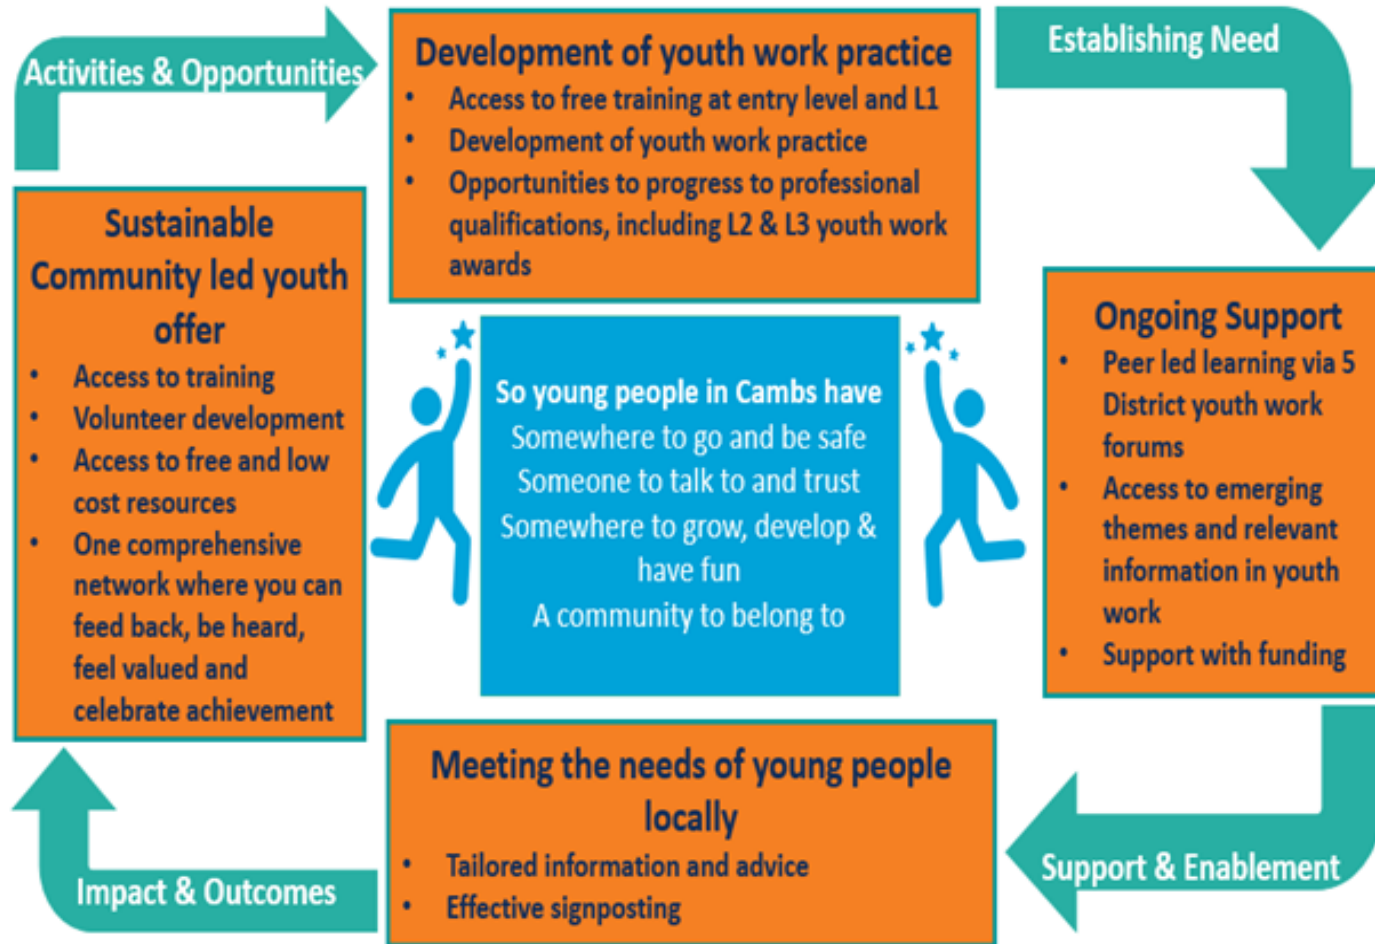 Activities & Opportunities
Development of youth work practice
• Access to free training at entry level and L1
• Development of youth work practice
• Opportunities to progress to professional
qualifications, including L2 & L3 youth work
awards
Establishing Need
Sustainable
Community led youth
offer
• Access to training
• Volunteer development
• Access to free and low
cost resources
• One comprehensive
network where you can
feed back, be heard,
feel valued and
celebrate achievement
So young people in Cambs have
Somewhere to go and be safe
Someone to talk to and trust
Somewhere to grow, develop &
have fun
A community to belong to
Ongoing Support
• Peer led learning via 5
District youth work
forums
• Access to emerging
themes and relevant
information in youth
work
• Support with funding
Meeting the needs of young people
locally
• Tailored information and advice
• Effective signposting
Support & Enablement
Impact & Outcomes